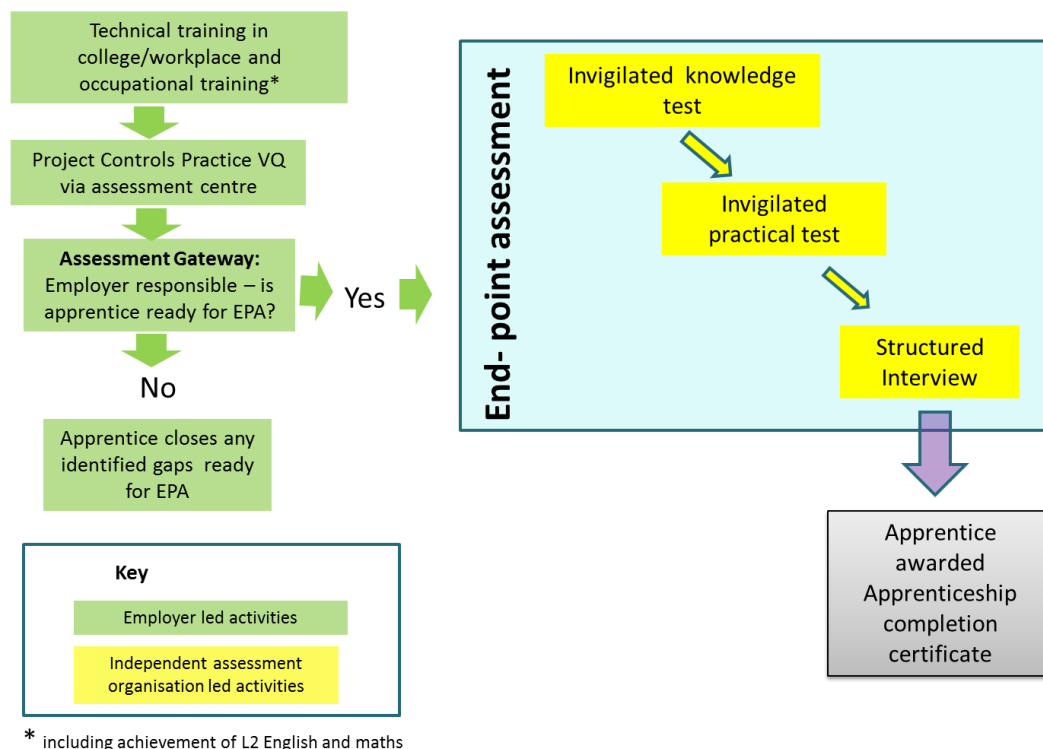 Technical training in
college/workplace and
occupational training*
Project Controls Practice VQ
via assessment centre
Assessment Gateway:
Employer responsible – is
apprentice ready for EPA?
Yes
No
Apprentice closes any
identified gaps ready
for EPA
End- point assessment
Invigilated knowledge
test
Invigilated
practical test
Structured
Interview
Apprentice
awarded
Apprenticeship
completion
certificate
Key
Employer led activities
Independent assessment
organisation led activities
* including achievement of L2 English and maths